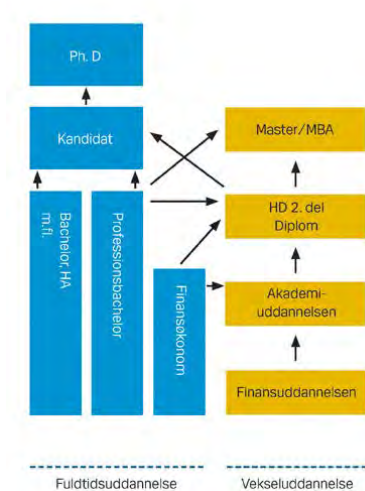 Ph. D
Kandidat
Master/MBA
Bachelor, HA
m.fl.
Professionsbachelor
HD 2. del
Diplom
Finansøkonom
Akademi-
uddannelsen
Finansuddannelsen
Fuldtidsuddannelse
Vekseluddannelse